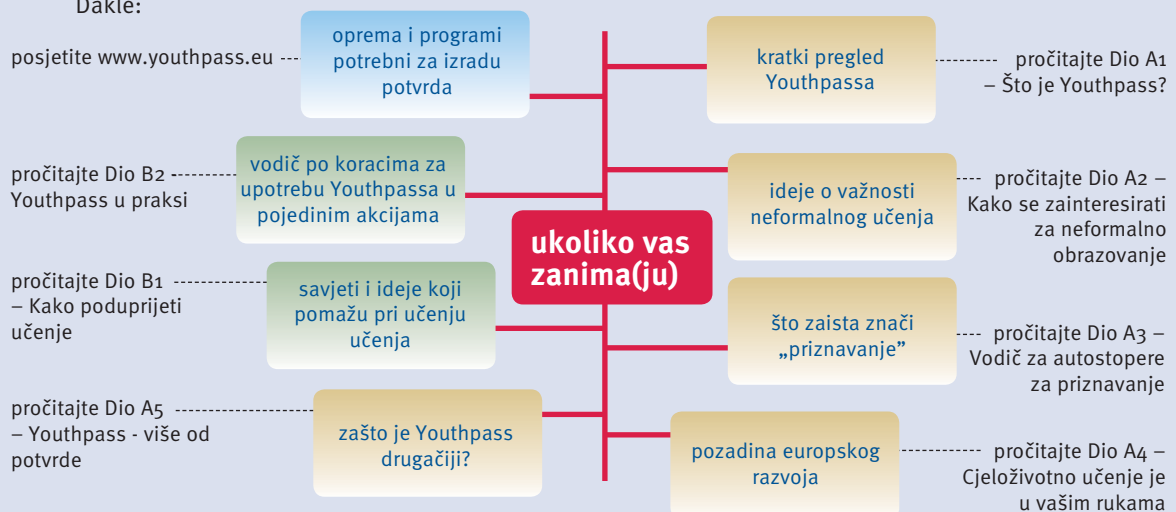 Dakle:
posjetite www.youthpass.eu
oprema i programi
potrebni za izradu
potvrda
kratki pregled
Youthpassa
pročitajte Dio A1
– Što je Youthpass?
pročitajte Dio B2 -
Youthpass u praksi
vodič po koracima za
upotrebu Youthpassa u
pojedinim akcijama
ideje o važnosti
neformalnog učenja
pročitajte Dio A2 –
Kako se zainteresirati
za neformalno
obrazovanje
ukoliko vas
zanima(ju)
pročitajte Dio B1
– Kako poduprijeti
učenje
savjeti i ideje koji
pomažu pri učenju
učenja
što zaista znači
„priznavanje”
pročitajte Dio A3 –
Vodič za autostopere
za priznavanje
pročitajte Dio A5
– Youthpass - više od
potvrde
zašto je Youthpass
drugačiji?
pozadina europskog
razvoja
pročitajte Dio A4 –
Cjeloživotno učenje je
u vašim rukama